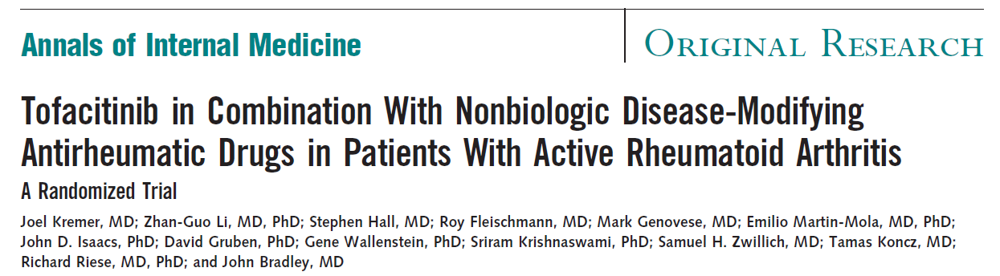 Annals of Internal Medicine
ORIGINAL RESEARCH
Tofacitinib in Combination With Nonbiologic Disease-Modifying
Antirheumatic Drugs in Patients With Active Rheumatoid Arthritis
A Randomized Trial
Joel Kremer, MD; Zhan-Guo Li, MD, PhD; Stephen Hall, MD; Roy Fleischmann, MD; Mark Genovese, MD; Emilio Martin-Mola, MD, PhD;
John D. Isaacs, PhD; David Gruben, PhD; Gene Wallenstein, PhD; Sriram Krishnaswami, PhD; Samuel H. Zwillich, MD; Tamas Koncz, MD;
Richard Riese, MD, PhD; and John Bradley, MD